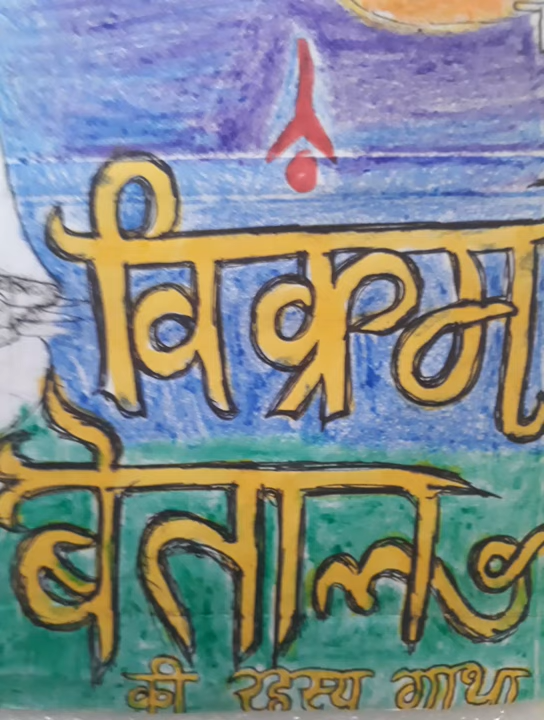 विक्रम
बेताल
की रहस्य गाथा